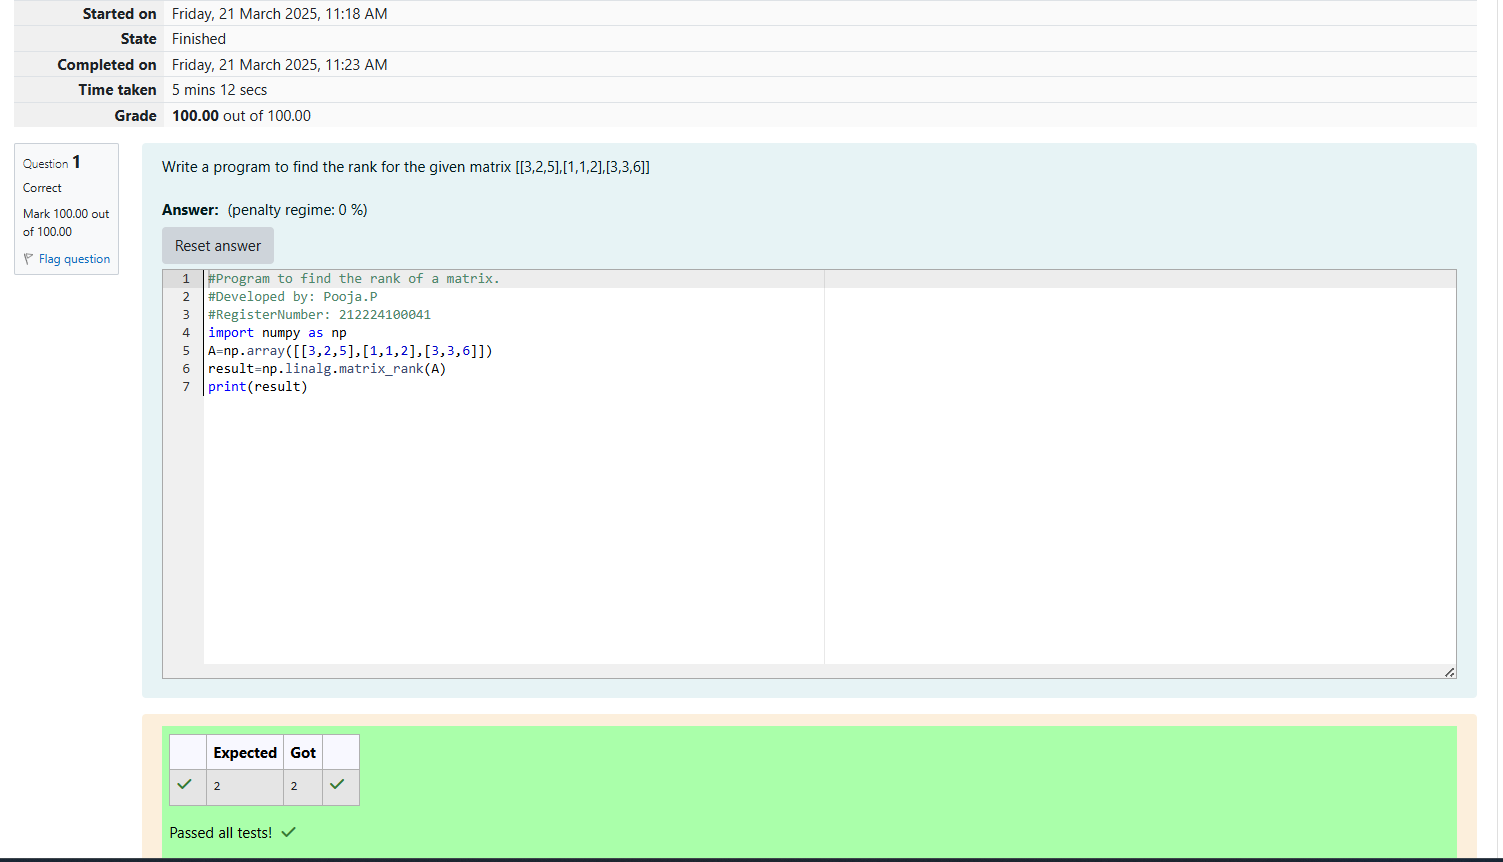 Started on Friday, 21 March 2025, 11:18 AM
State Finished
Completed on Friday, 21 March 2025, 11:23 AM
Time taken 5 mins 12 secs
Grade 100.00 out of 100.00
Question 1
Correct
Mark 100.00 out
of 100.00
Flag question
Write a program to find the rank for the given matrix [[3,2,5],[1,1,2],[3,3,6]]
Answer: (penalty regime: 0 %)
Reset answer
1 #Program to find the rank of a matrix.
2 #Developed by: Pooja.P
3 #RegisterNumber: 212224100041
4 import numpy as np
5 A=np.array([[3,2,5],[1,1,2],[3,3,6]])
6 result=np.linalg.matrix_rank(A)
7 print(result)
Expected Got
2 2
Passed all tests!